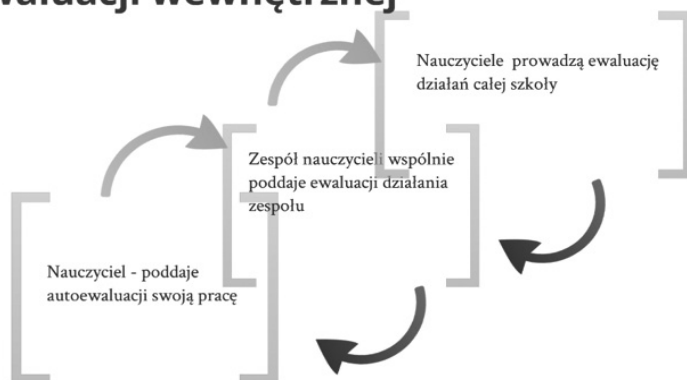 ewaluacji wewnętrznej
Nauczyciele prowadzą ewaluację
działań całej szkoły
Zespół nauczycieli wspólnie
poddaje ewaluacji działania
zespołu
Nauczyciel - poddaje
autoewaluacji swoją pracę